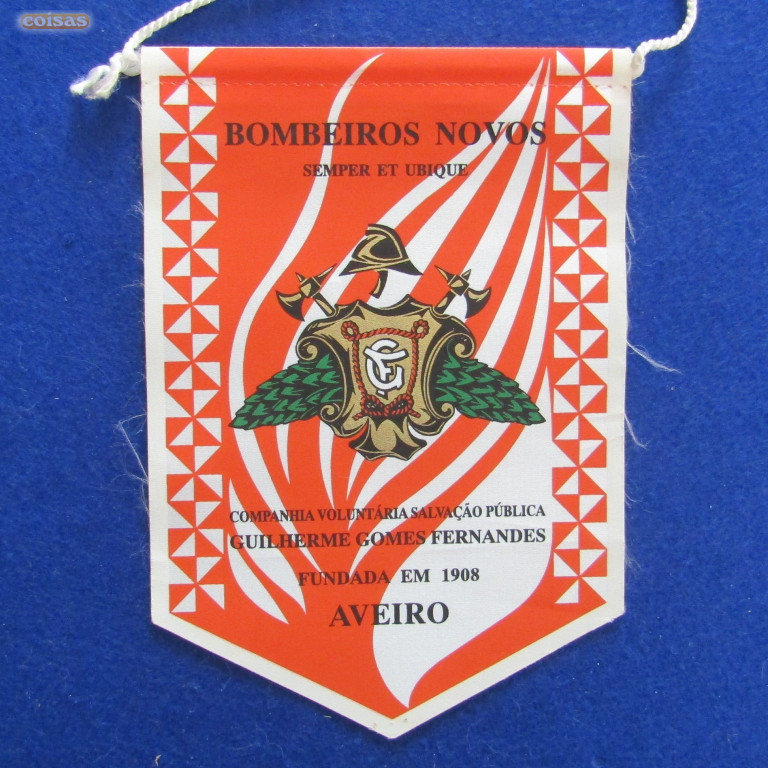 coisas
BOMBEIROS NOVOS
SEMPER ET UBIQUE
COMPANHIA VOLUNTÁRIA SALVAÇÃO PÚBLICA
GUILHERME GOMES FERNANDES
FUNDADA EM 1908
AVEIRO